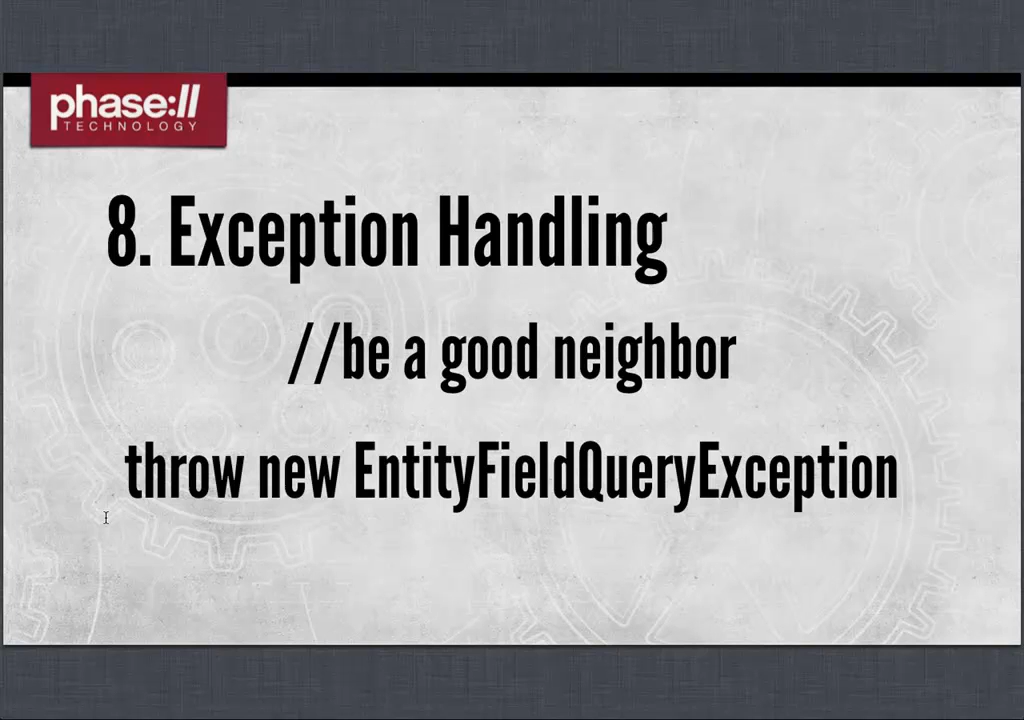 phase://
TECHNOLOGY
8. Exception Handling
//be a good neighbor
throw new EntityFieldQueryException